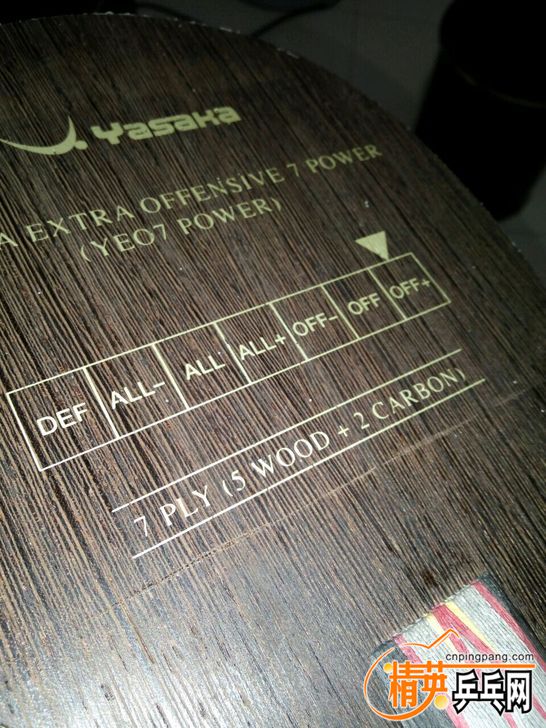 Yasaka
A EXTRA OFFENSIVE 7 POWER
(YEO7 POWER)
DEF ALL- ALL ALL+ OFF- OFF OFF+
7 PLY (5 WOOD + 2 CARBON)
cnpingpang.com
精英乒乓网